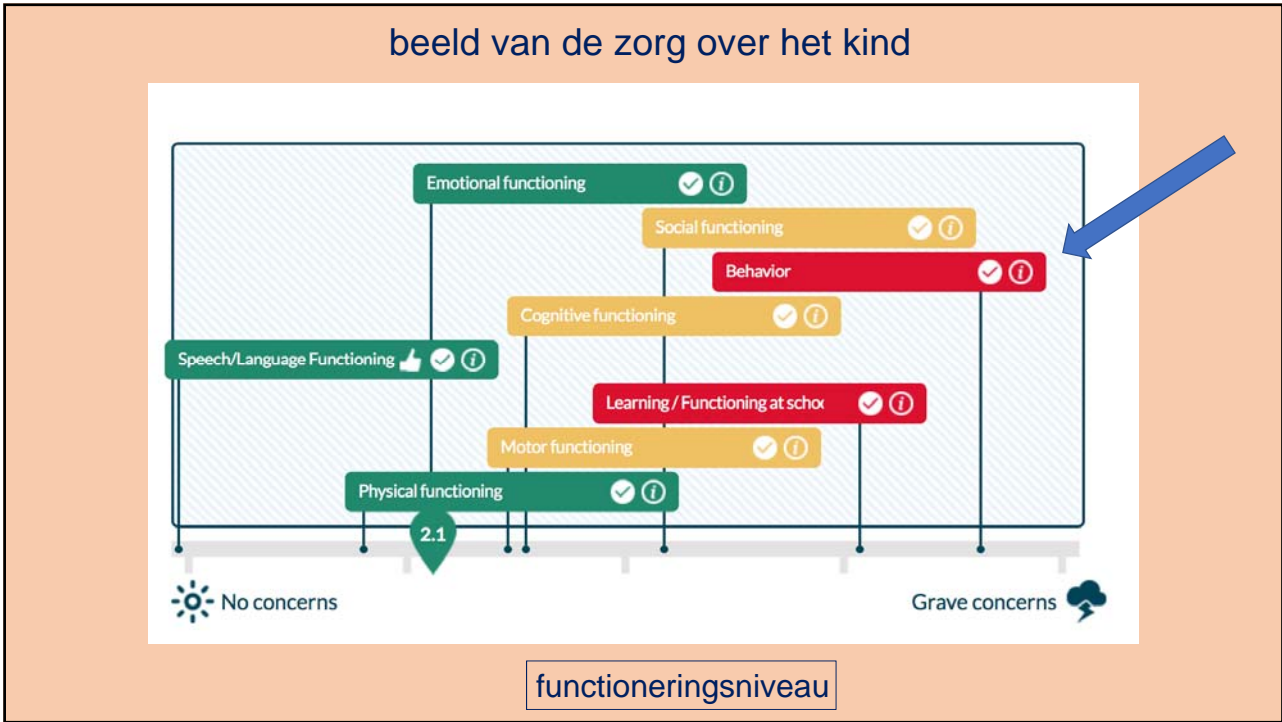 beeld van de zorg over het kind
Emotional functioning
Social functioning
Behavior
Cognitive functioning
Speech/Language Functioning
Learning / Functioning at scho
Motor functioning
Physical functioning
2.1
No concerns
Grave concerns
functioneringsniveau